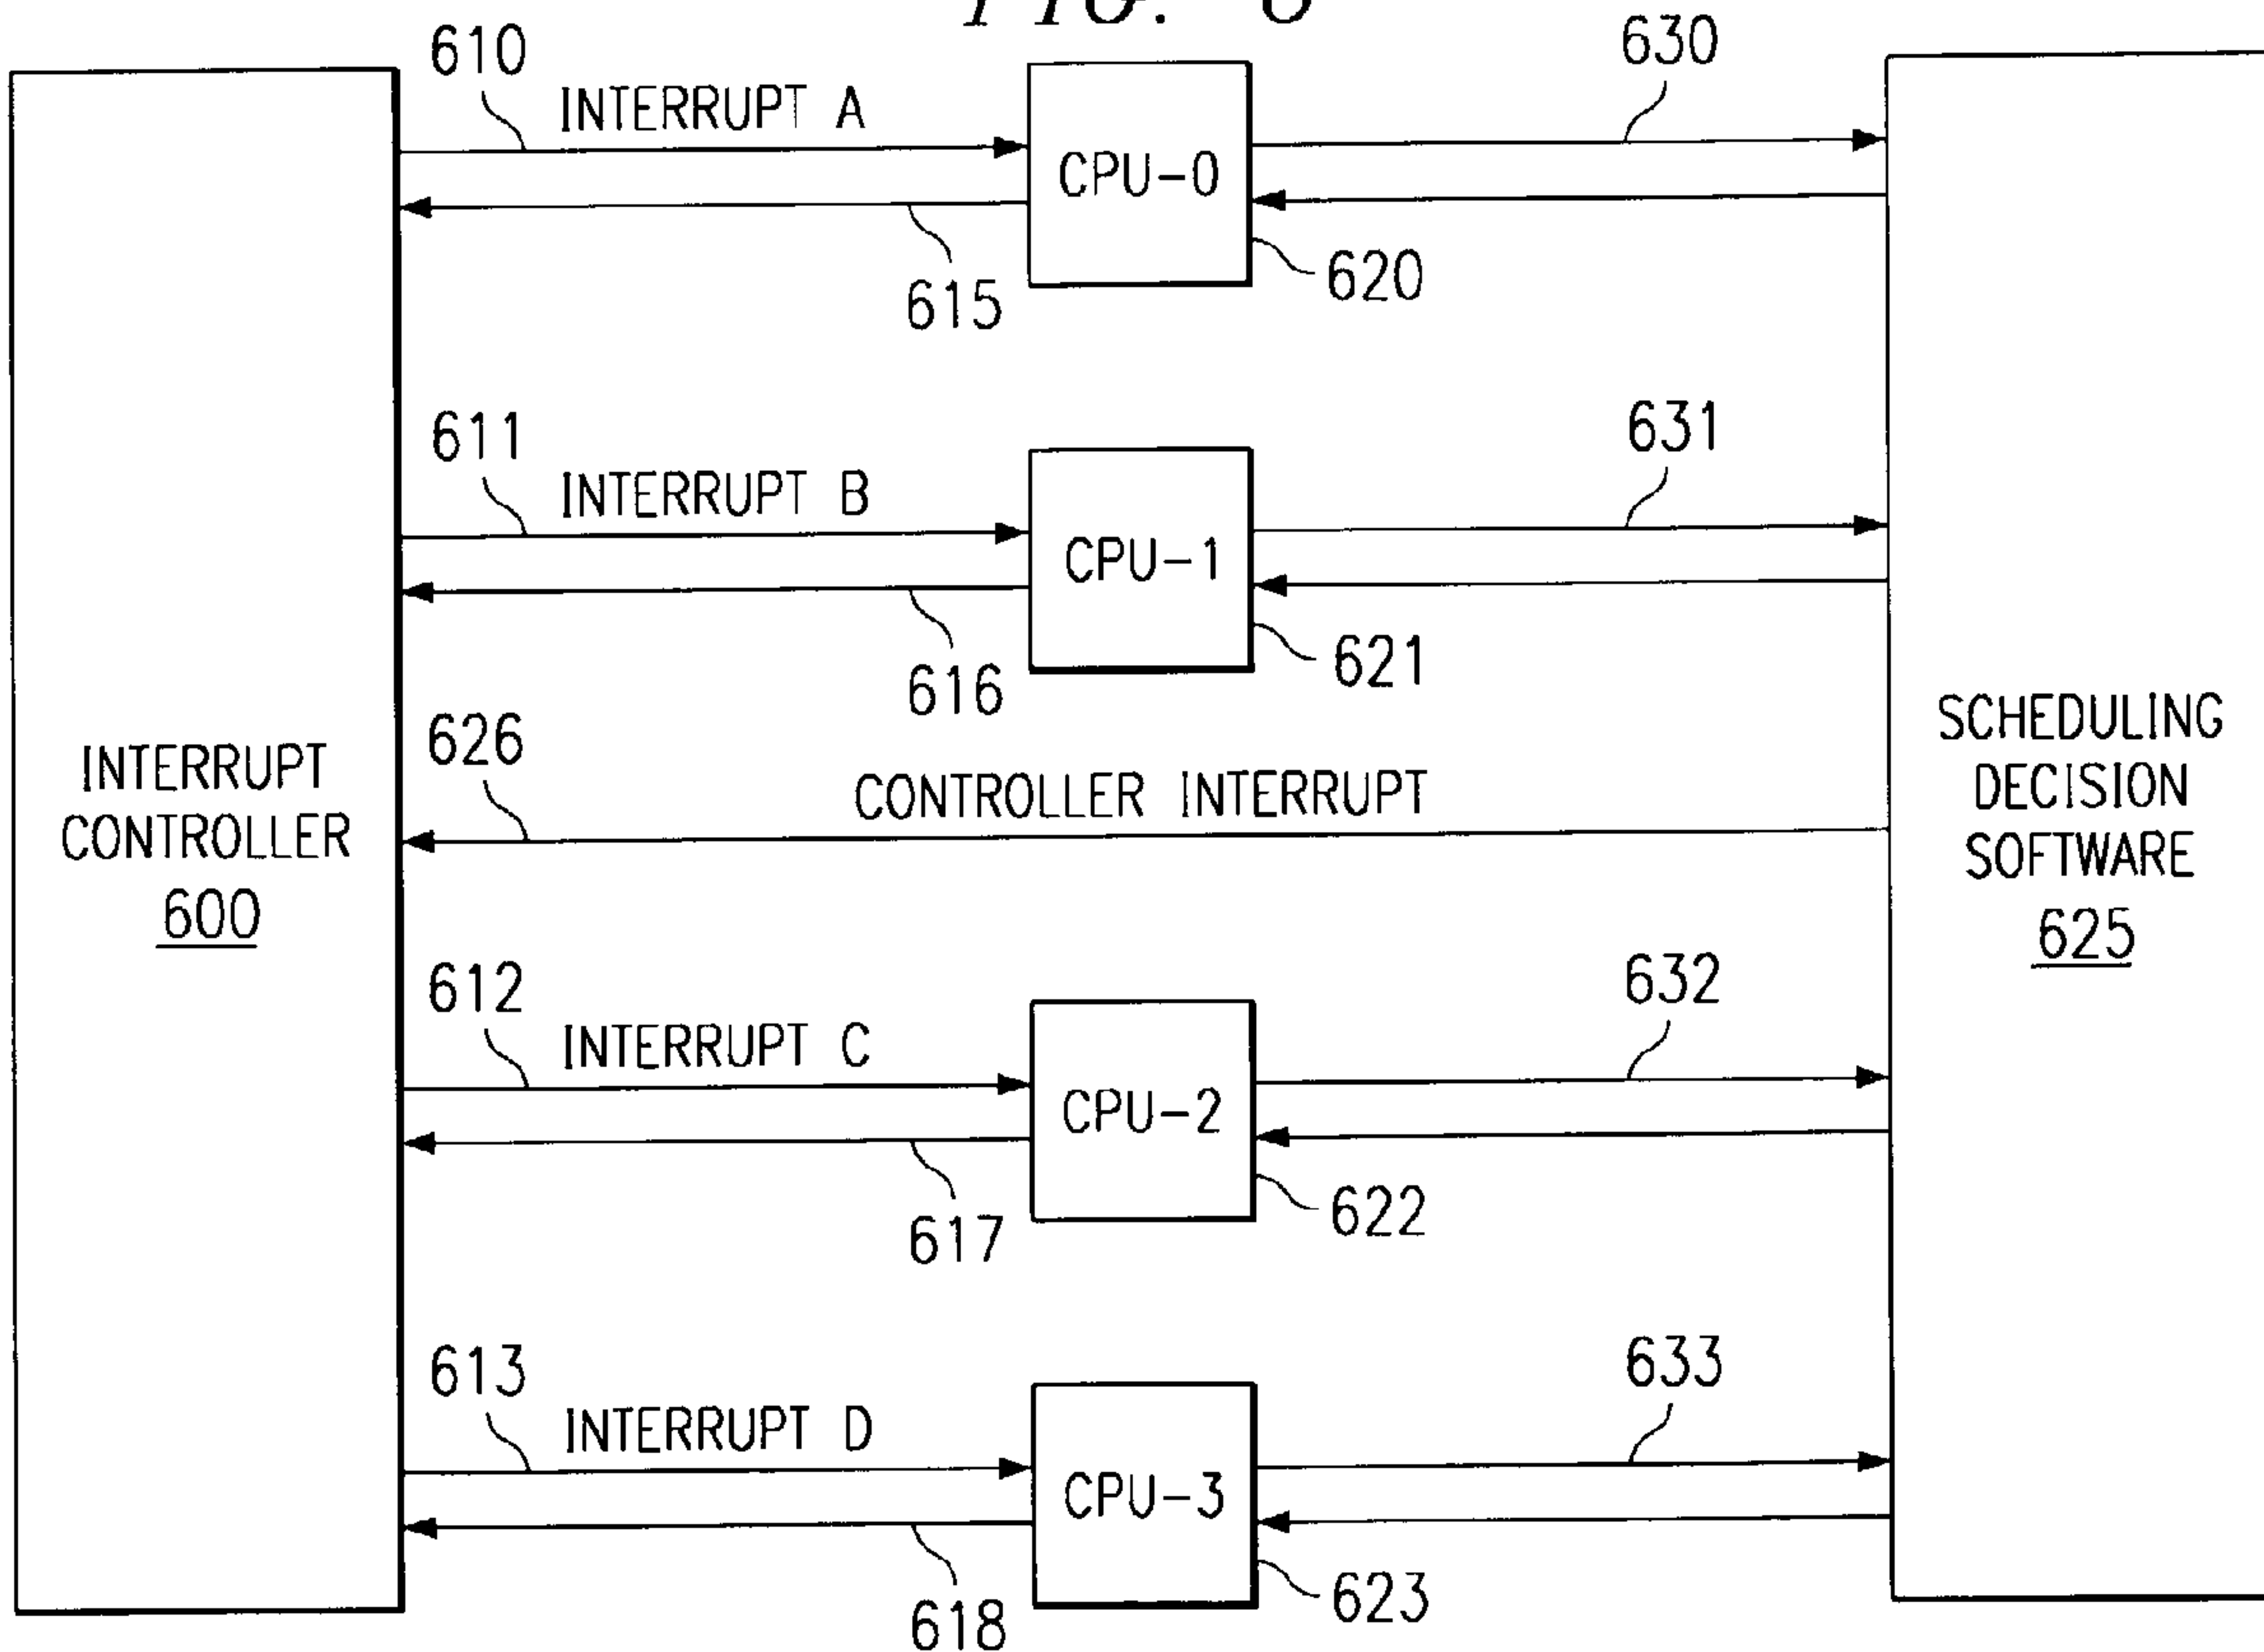 FIG. 6
610
INTERRUPT A
630
CPU-0
615
620
611
INTERRUPT B
631
CPU-1
616
621
626
CONTROLLER INTERRUPT
INTERRUPT
CONTROLLER
600
SCHEDULING
DECISION
SOFTWARE
625
612
INTERRUPT C
632
CPU-2
617
622
613
INTERRUPT D
633
CPU-3
618
623